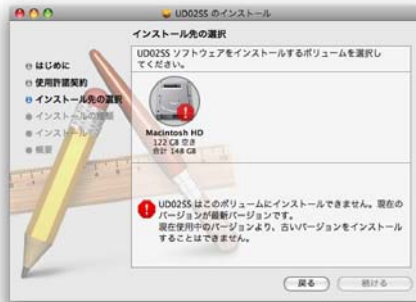 UD02SS のインストール
インストール先の選択
はじめに
使用許諾契約
インストール先の選択
インストールの種類
インストール
概要
UD02SS ソフトウェアをインストールするボリュームを選択し
てください。
Macintosh HD
122 GB 空き
合計 148 GB
UD02SS はこのボリュームにインストールできません。現在の
バージョンが最新バージョンです。
現在使用中のバージョンより、古いバージョンをインストール
することはできません。
戻る
続ける